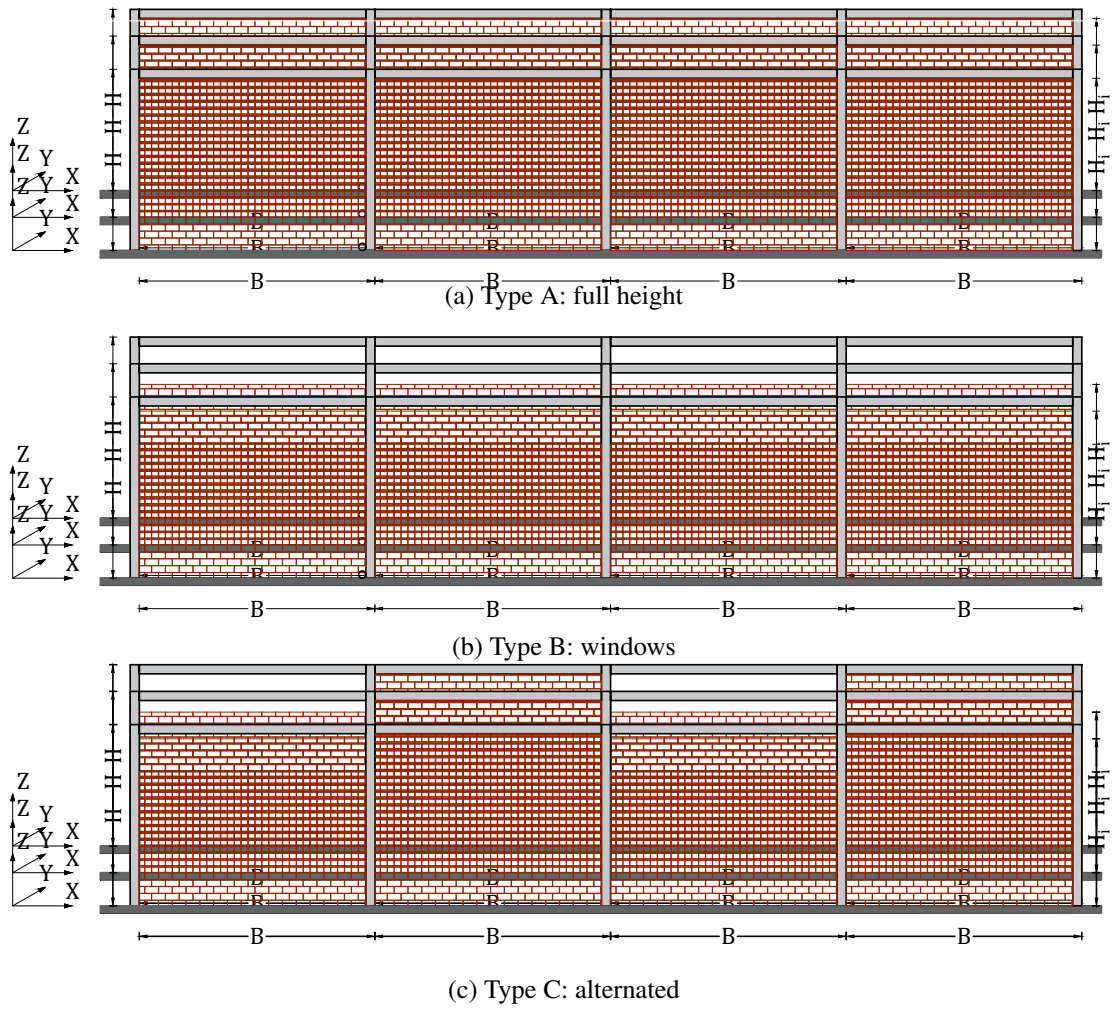 H H H
Z Z Z Y Y Y X X X
H i H i H i
B B B B
(a) Type A: full height
H H H
Z Z Z Y Y Y X X X
H i H i H i
B B B B
(b) Type B: windows
H H H
Z Z Z Y Y Y X X X
H i H i H i
B B B B
(c) Type C: alternated